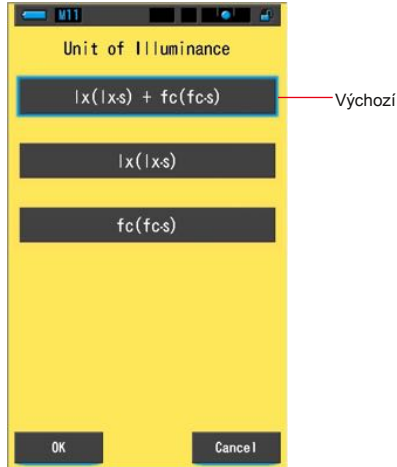 M11
Unit of Illuminance
lx(lx·s) + fc(fc·s)
Výchozí
lx(lx·s)
fc(fc·s)
OK
Cancel